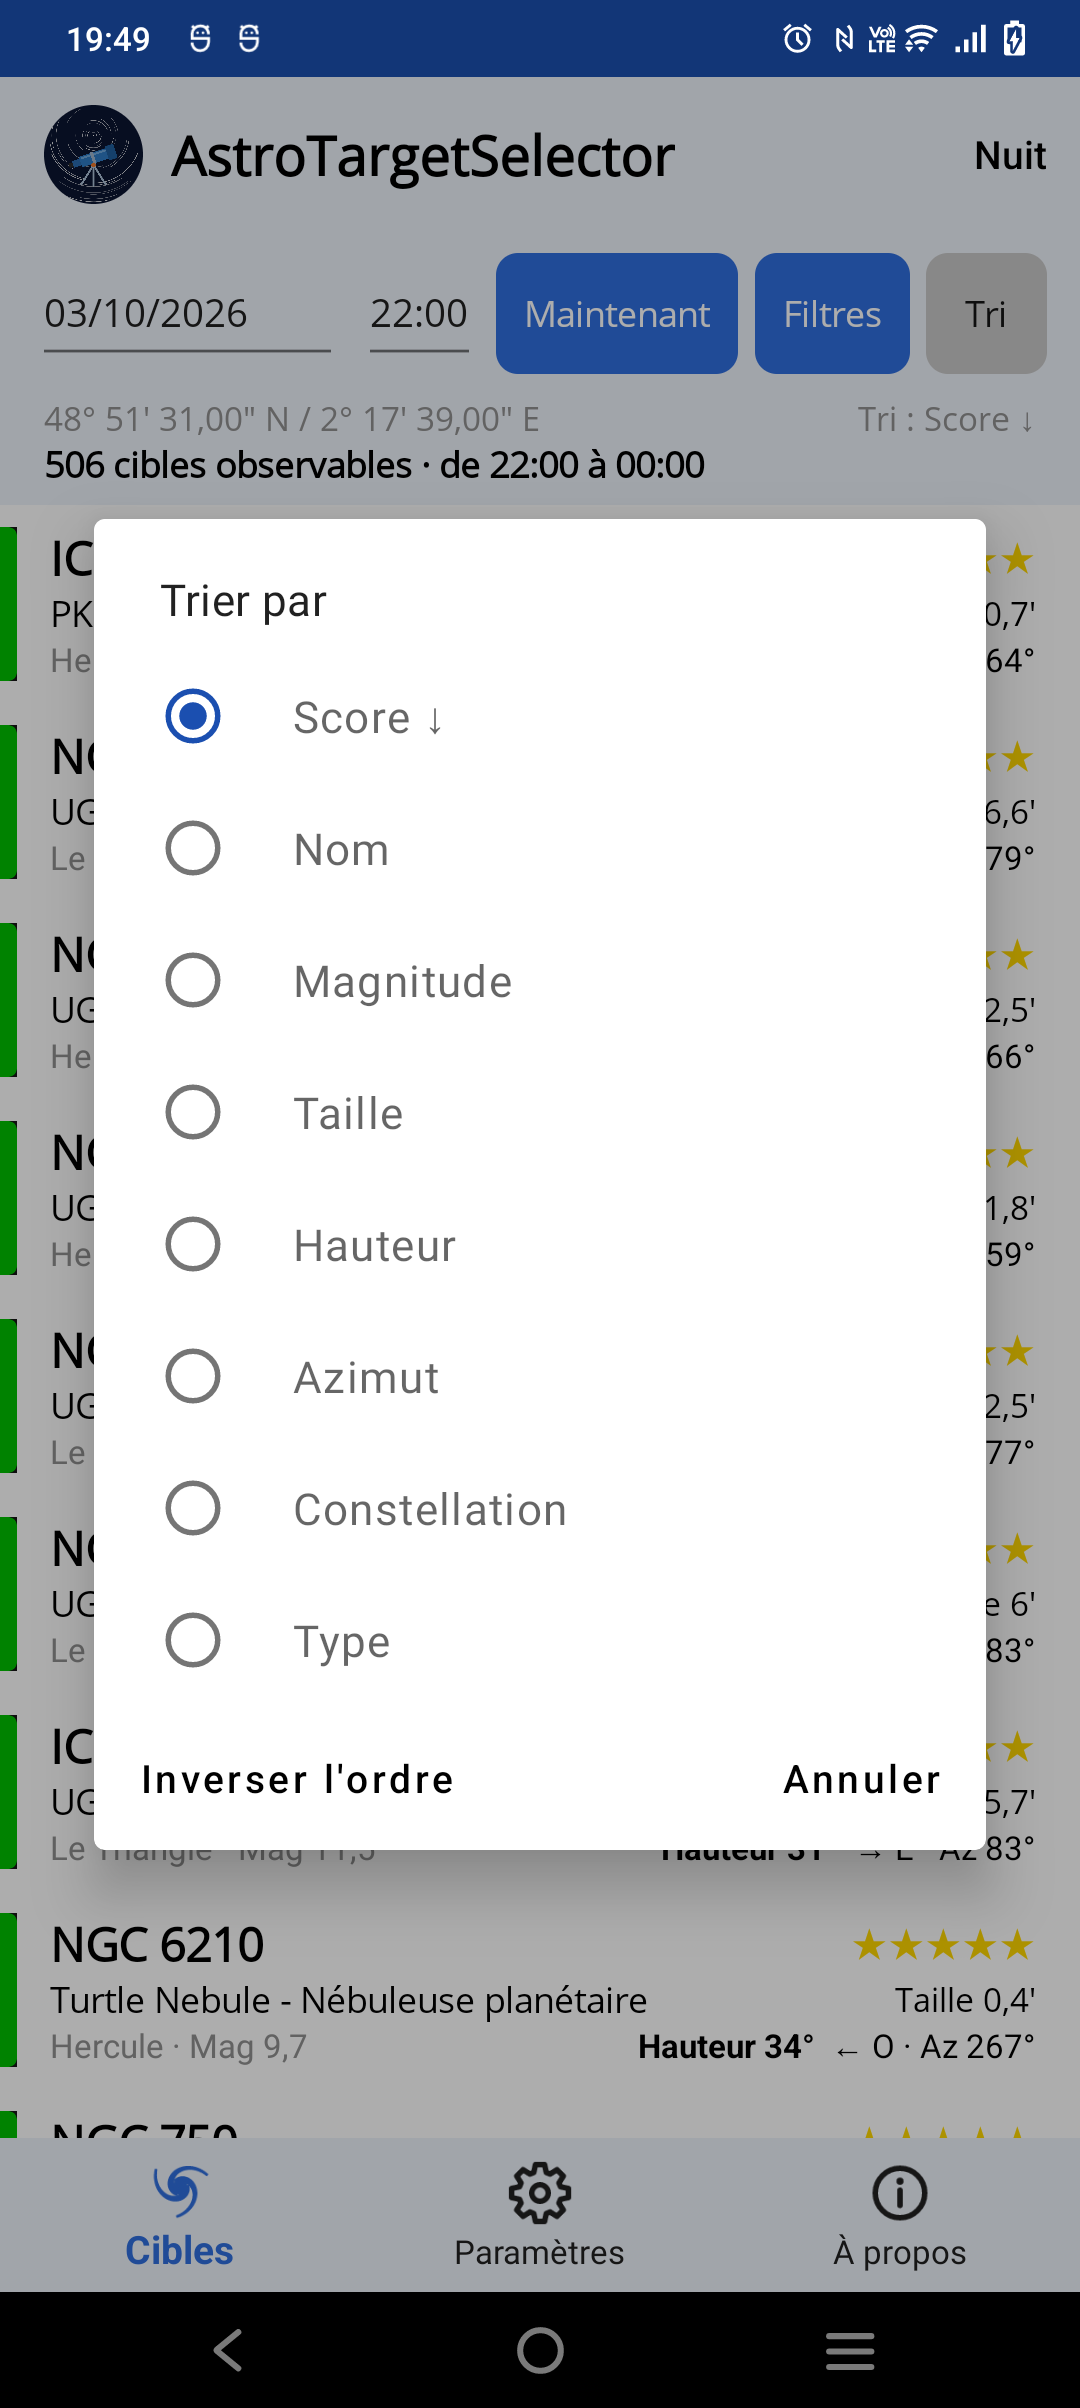 19:49
AstroTargetSelector
Nuit
03/10/2026 22:00 Maintenant Filtres Tri
48° 51' 31,00" N / 2° 17' 39,00" E Tri : Score ↓
506 cibles observables · de 22:00 à 00:00
Trier par
Score ↓
Nom
Magnitude
Taille
Hauteur
Azimut
Constellation
Type
Inverser l'ordre Annuler
NGC 6210 ★★★★★
Turtle Nebule - Nébuleuse planétaire Taille 0,4'
Hercule · Mag 9,7 Hauteur 34° ← O · Az 267°
Cibles Paramètres À propos